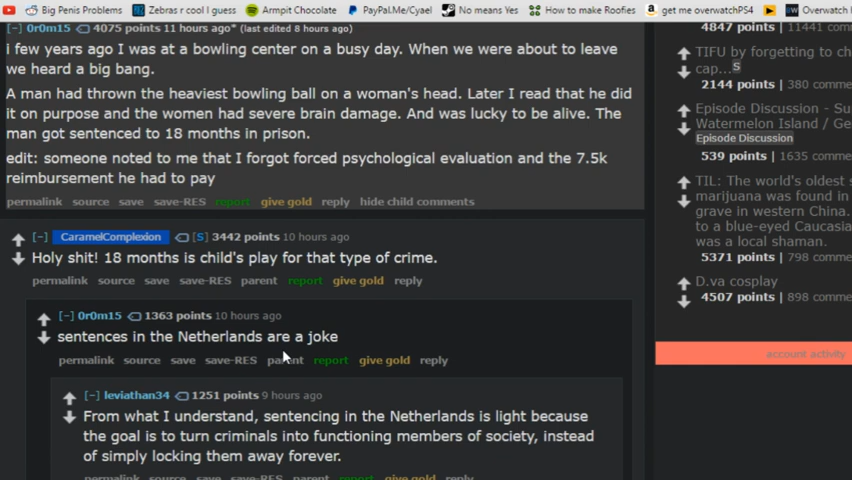 Big Penis Problems Zebras r cool I guess Armpit Chocolate PayPal.Me/Cyael No means Yes How to make Roofies get me overwatchPS4 Overwatch
[–] 0r0m15 4075 points 11 hours ago* (last edited 8 hours ago)
i few years ago I was at a bowling center on a busy day. When we were about to leave
we heard a big bang.
A man had thrown the heaviest bowling ball on a woman's head. Later I read that he did
it on purpose and the women had severe brain damage. And was lucky to be alive. The
man got sentenced to 18 months in prison.
edit: someone noted to me that I forgot forced psychological evaluation and the 7.5k
reimbursement he had to pay
permalink source save save-RES report give gold reply hide child comments
[–] CaramelComplexion [S] 3442 points 10 hours ago
Holy shit! 18 months is child's play for that type of crime.
permalink source save save-RES parent report give gold reply
[–] 0r0m15 1363 points 10 hours ago
sentences in the Netherlands are a joke
permalink source save save-RES parent report give gold reply
[–] leviathan34 1251 points 9 hours ago
From what I understand, sentencing in the Netherlands is light because
the goal is to turn criminals into functioning members of society, instead
of simply locking them away forever.
permalink source save save-RES parent report give gold reply
4847 points | 11441
TIFU by forgetting to
cap... S
2144 points | 380 comme
Episode Discussion - Su
Watermelon Island / Ge
Episode Discussion
539 points | 1635 comme
TIL: The world's oldest
marijuana was found in
grave in western China.
to a blue-eyed Caucasia
was a local shaman.
5371 points | 798 comme
D.va cosplay
4507 points | 898 comme
account activity